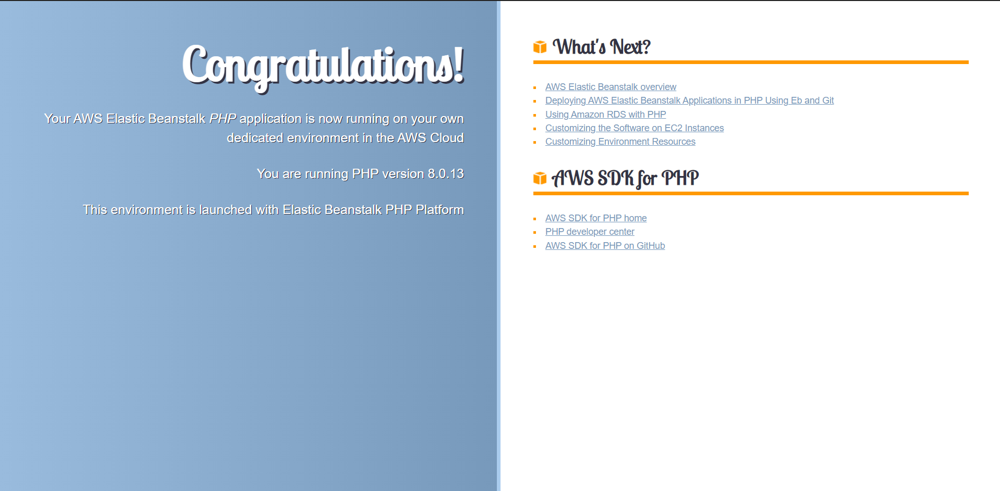 Congratulations!
Your AWS Elastic Beanstalk PHP application is now running on your own
dedicated environment in the AWS Cloud
You are running PHP version 8.0.13
This environment is launched with Elastic Beanstalk PHP Platform
What's Next?
AWS Elastic Beanstalk overview
Deploying AWS Elastic Beanstalk Applications in PHP Using Eb and Git
Using Amazon RDS with PHP
Customizing the Software on EC2 Instances
Customizing Environment Resources
AWS SDK for PHP
AWS SDK for PHP home
PHP developer center
AWS SDK for PHP on GitHub